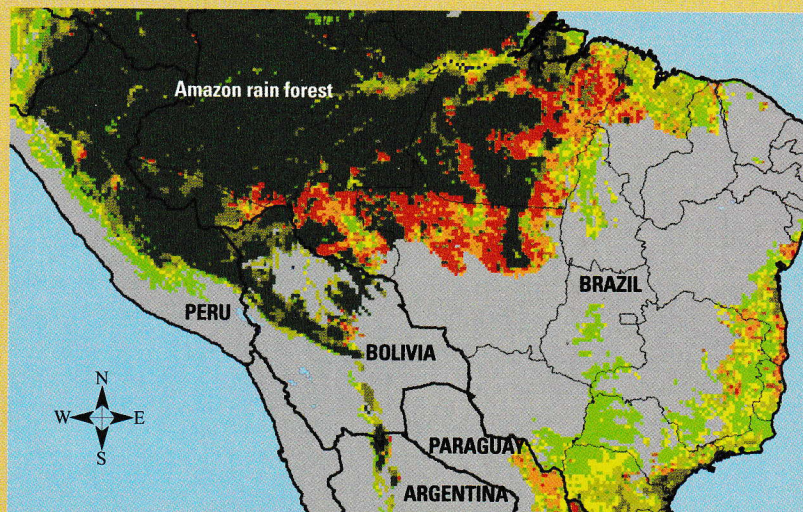 Amazon rain forest
BRAZIL
PERU
BOLIVIA
N
W E
S
PARAGUAY
ARGENTINA